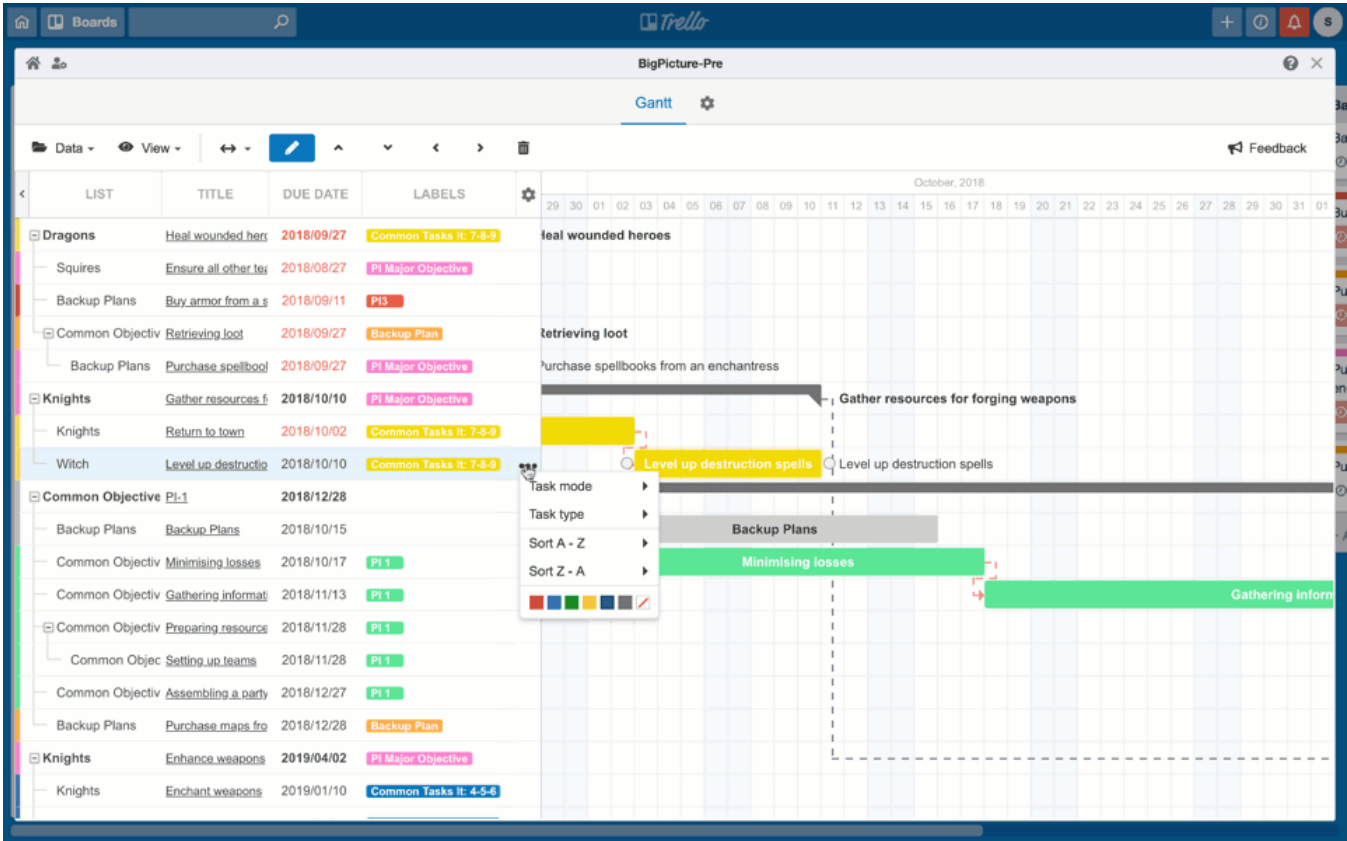 Boards
Trello
S
BigPicture-Pre
Gantt
Data View Feedback
October, 2018
LIST TITLE DUE DATE LABELS
29 30 01 02 03 04 05 06 07 08 09 10 11 12 13 14 15 16 17 18 19 20 21 22 23 24 25 26 27 28 29 30 31 01
Dragons Heal wounded herc 2018/09/27 Common Tasks It: 7-8-9 Heal wounded heroes
Squires Ensure all other tea 2018/08/27 PI Major Objective
Backup Plans Buy armor from a s 2018/09/11 PI3
Common Objectiv Retrieving loot 2018/09/27 Backup Plan Retrieving loot
Backup Plans Purchase spellbool 2018/09/27 PI Major Objective Purchase spellbooks from an enchantress
Knights Gather resources f 2018/10/10 PI Major Objective Gather resources for forging weapons
Knights Return to town 2018/10/02 Common Tasks It: 7-8-9
Witch Level up destructio 2018/10/10 Common Tasks It: 7-8-9 Level up destruction spells Level up destruction spells
Task mode
Common Objective PI-1 2018/12/28
Task type
Backup Plans Backup Plans 2018/10/15 Backup Plans
Sort A - Z
Common Objectiv Minimising losses 2018/10/17 PI 1 Minimising losses
Sort Z - A
Common Objectiv Gathering informati 2018/11/13 PI 1 Gathering inform
Common Objectiv Preparing resource 2018/11/28 PI 1
Common Objec Setting up teams 2018/11/28 PI 1
Common Objectiv Assembling a party 2018/12/27 PI 1
Backup Plans Purchase maps fro 2018/12/28 Backup Plan
Knights Enhance weapons 2019/04/02 PI Major Objective
Knights Enchant weapons 2019/01/10 Common Tasks It: 4-5-6